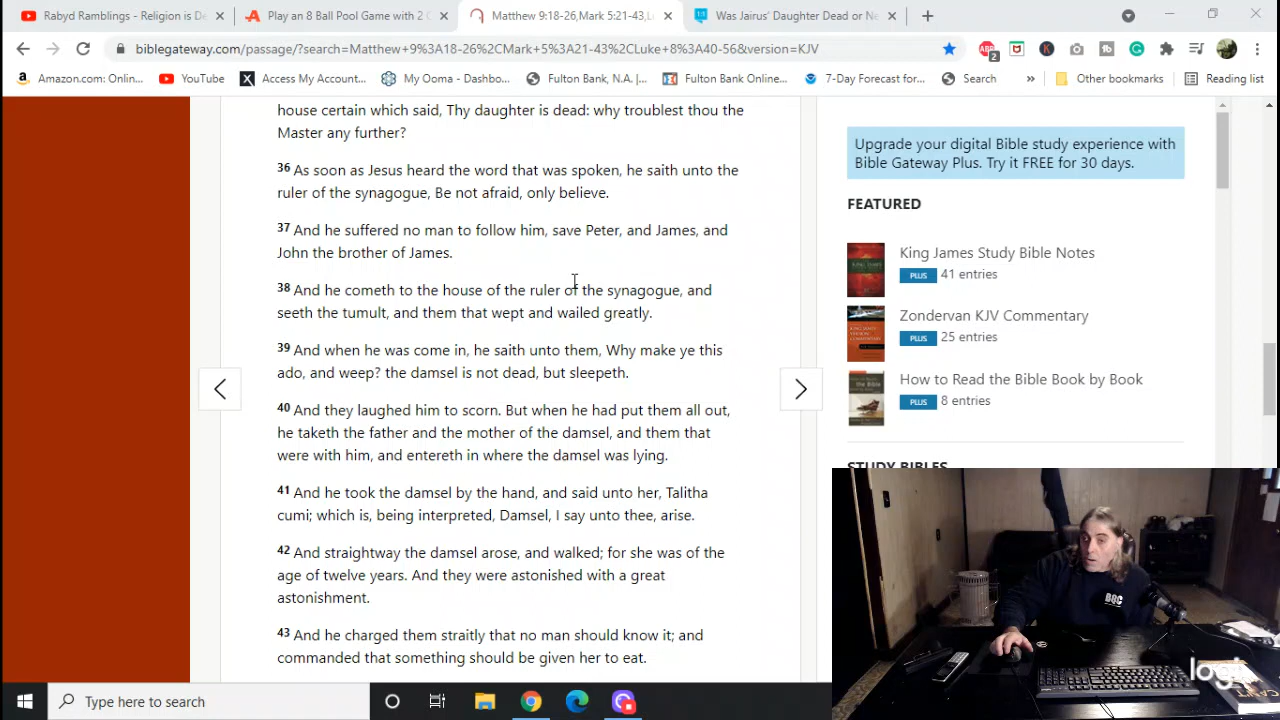 Rabyd Ramblings - Religion is De
Play an 8 Ball Pool Game with 2 C
Matthew 9:18-26,Mark 5:21-43,Lu
Was Jairus' Daughter Dead or Ne
biblegateway.com/passage/?search=Matthew+9%3A18-26%2CMark+5%3A21-43%2CLuke+8%3A40-56&version=KJV
ABP
2
Amazon.com: Onlin...
YouTube
Access My Account...
My Ooma - Dashbo...
Fulton Bank, N.A. |...
Fulton Bank Online...
7-Day Forecast for...
Search
»
Other bookmarks
Reading list
house certain which said, Thy daughter is dead: why troublest thou the
Master any further?
36 As soon as Jesus heard the word that was spoken, he saith unto the
ruler of the synagogue, Be not afraid, only believe.
37 And he suffered no man to follow him, save Peter, and James, and
John the brother of James.
38 And he cometh to the house of the ruler of the synagogue, and
seeth the tumult, and them that wept and wailed greatly.
39 And when he was come in, he saith unto them, Why make ye this
ado, and weep? the damsel is not dead, but sleepeth.
40 And they laughed him to scorn. But when he had put them all out,
he taketh the father and the mother of the damsel, and them that
were with him, and entereth in where the damsel was lying.
41 And he took the damsel by the hand, and said unto her, Talitha
cumi; which is, being interpreted, Damsel, I say unto thee, arise.
42 And straightway the damsel arose, and walked; for she was of the
age of twelve years. And they were astonished with a great
astonishment.
43 And he charged them straitly that no man should know it; and
commanded that something should be given her to eat.
Upgrade your digital Bible study experience with
Bible Gateway Plus. Try it FREE for 30 days.
FEATURED
King James Study Bible Notes
PLUS 41 entries
Zondervan KJV Commentary
PLUS 25 entries
How to Read the Bible Book by Book
PLUS 8 entries
STUDY BIBLES
BQC
logi
Type here to search